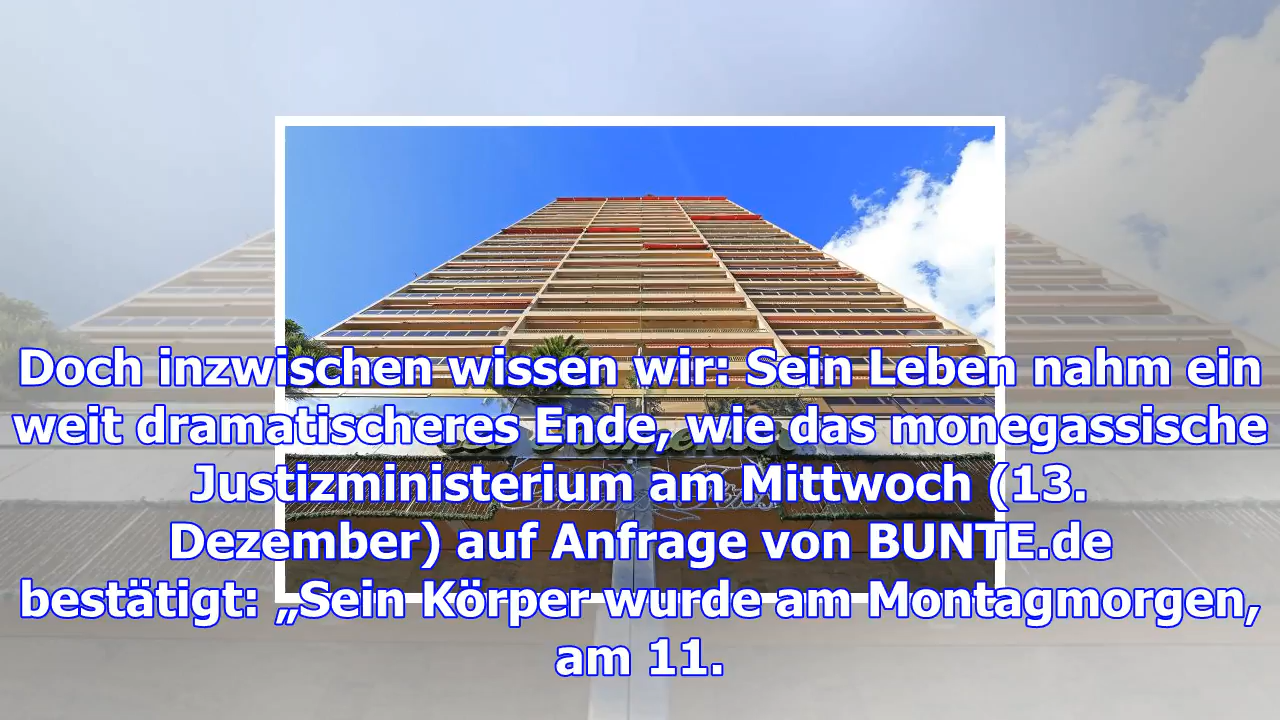 Doch inzwischen wissen wir: Sein Leben nahm ein
weit dramatischeres Ende, wie das monegassische
Justizministerium am Mittwoch (13.
Dezember) auf Anfrage von BUNTE.de
bestätigt: „Sein Körper wurde am Montagmorgen,
am 11.